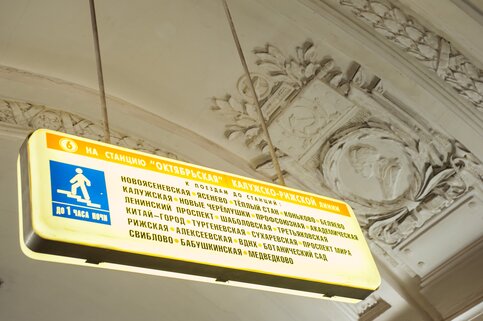 6 НА СТАНЦИЮ "ОКТЯБРЬСКАЯ" КАЛУЖСКО-РИЖСКОЙ ЛИНИИ
К ПОЕЗДАМ ДО СТАНЦИЙ:
НОВОЯСЕНЕВСКАЯ ЯСЕНЕВО ТЕПЛЫЙ СТАН КОНЬКОВО БЕЛЯЕВО
КАЛУЖСКАЯ НОВЫЕ ЧЕРЕМУШКИ ПРОФСОЮЗНАЯ АКАДЕМИЧЕСКАЯ
ЛЕНИНСКИЙ ПРОСПЕКТ ШАБОЛОВСКАЯ ТРЕТЬЯКОВСКАЯ
КИТАЙ-ГОРОД ТУРГЕНЕВСКАЯ СУХАРЕВСКАЯ ПРОСПЕКТ МИРА
РИЖСКАЯ АЛЕКСЕЕВСКАЯ ВДНХ БОТАНИЧЕСКИЙ САД
СВИБЛОВО БАБУШКИНСКАЯ МЕДВЕДКОВО
ДО 1 ЧАСА НОЧИ